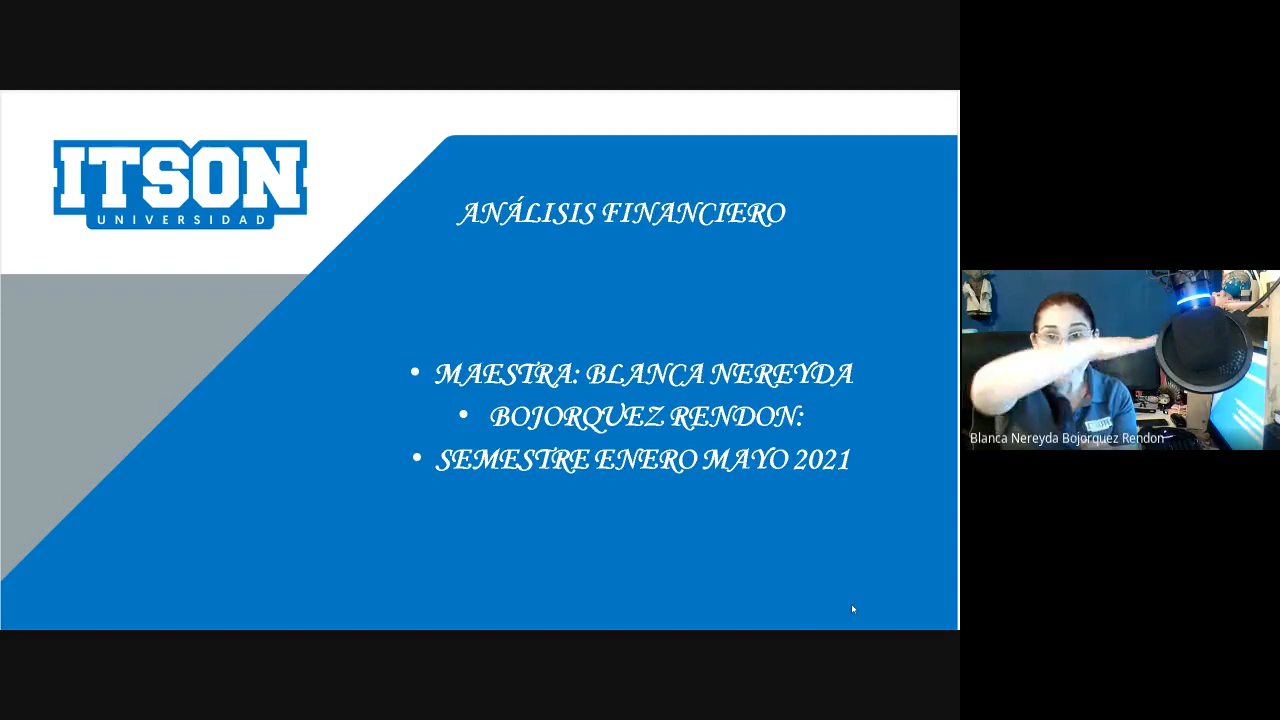 ITSON
UNIVERSIDAD
ANÁLISIS FINANCIERO
• MAESTRA: BLANCA NEREYDA
• BOJORQUEZ RENDON:
• SEMESTRE ENERO MAYO 2021
Blanca Nereyda Bojorquez Rendon